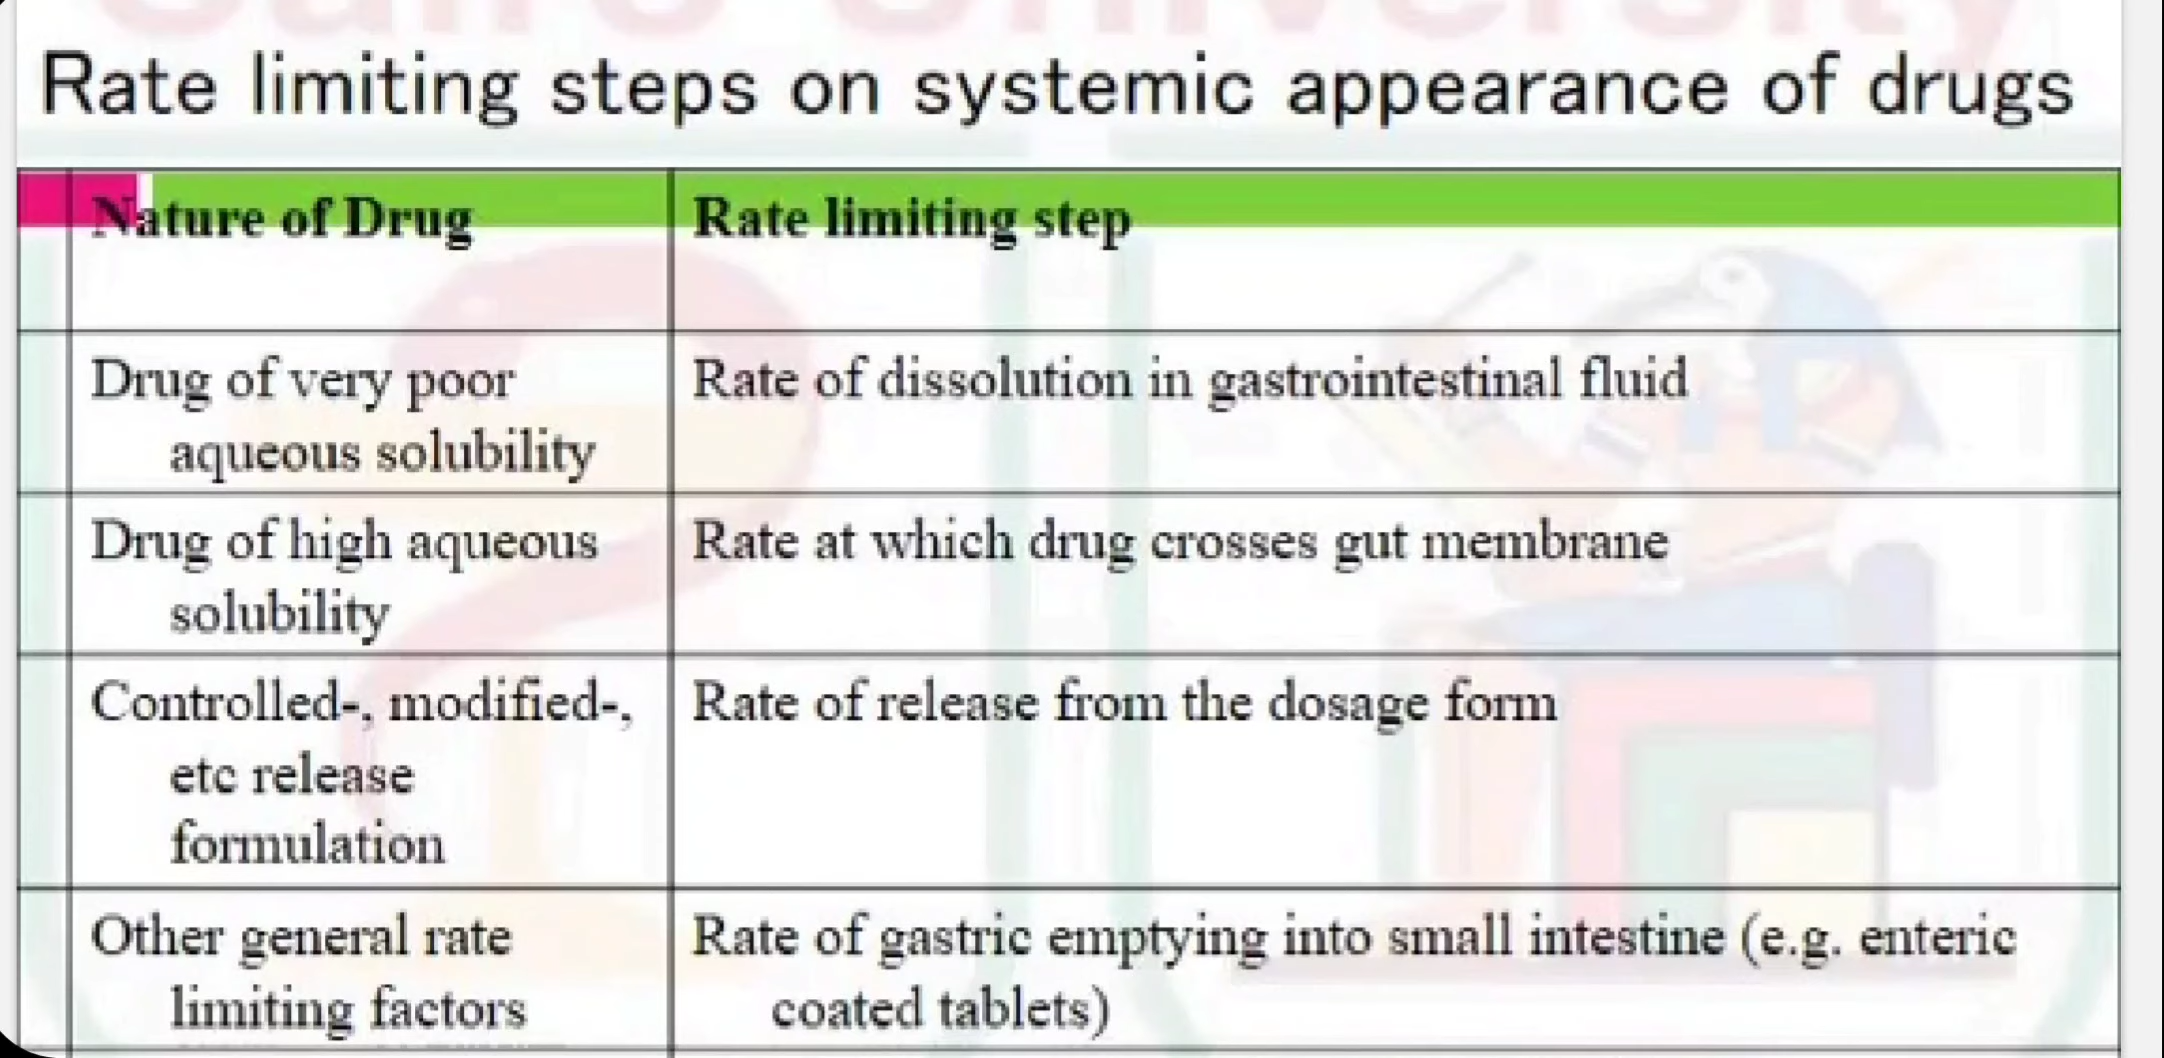 Cairo University
Rate limiting steps on systemic appearance of drugs
Nature of Drug
Rate limiting step
Drug of very poor
aqueous solubility
Rate of dissolution in gastrointestinal fluid
Drug of high aqueous
solubility
Rate at which drug crosses gut membrane
Controlled-, modified-,
etc release
formulation
Rate of release from the dosage form
Other general rate
limiting factors
Rate of gastric emptying into small intestine (e.g. enteric
coated tablets)